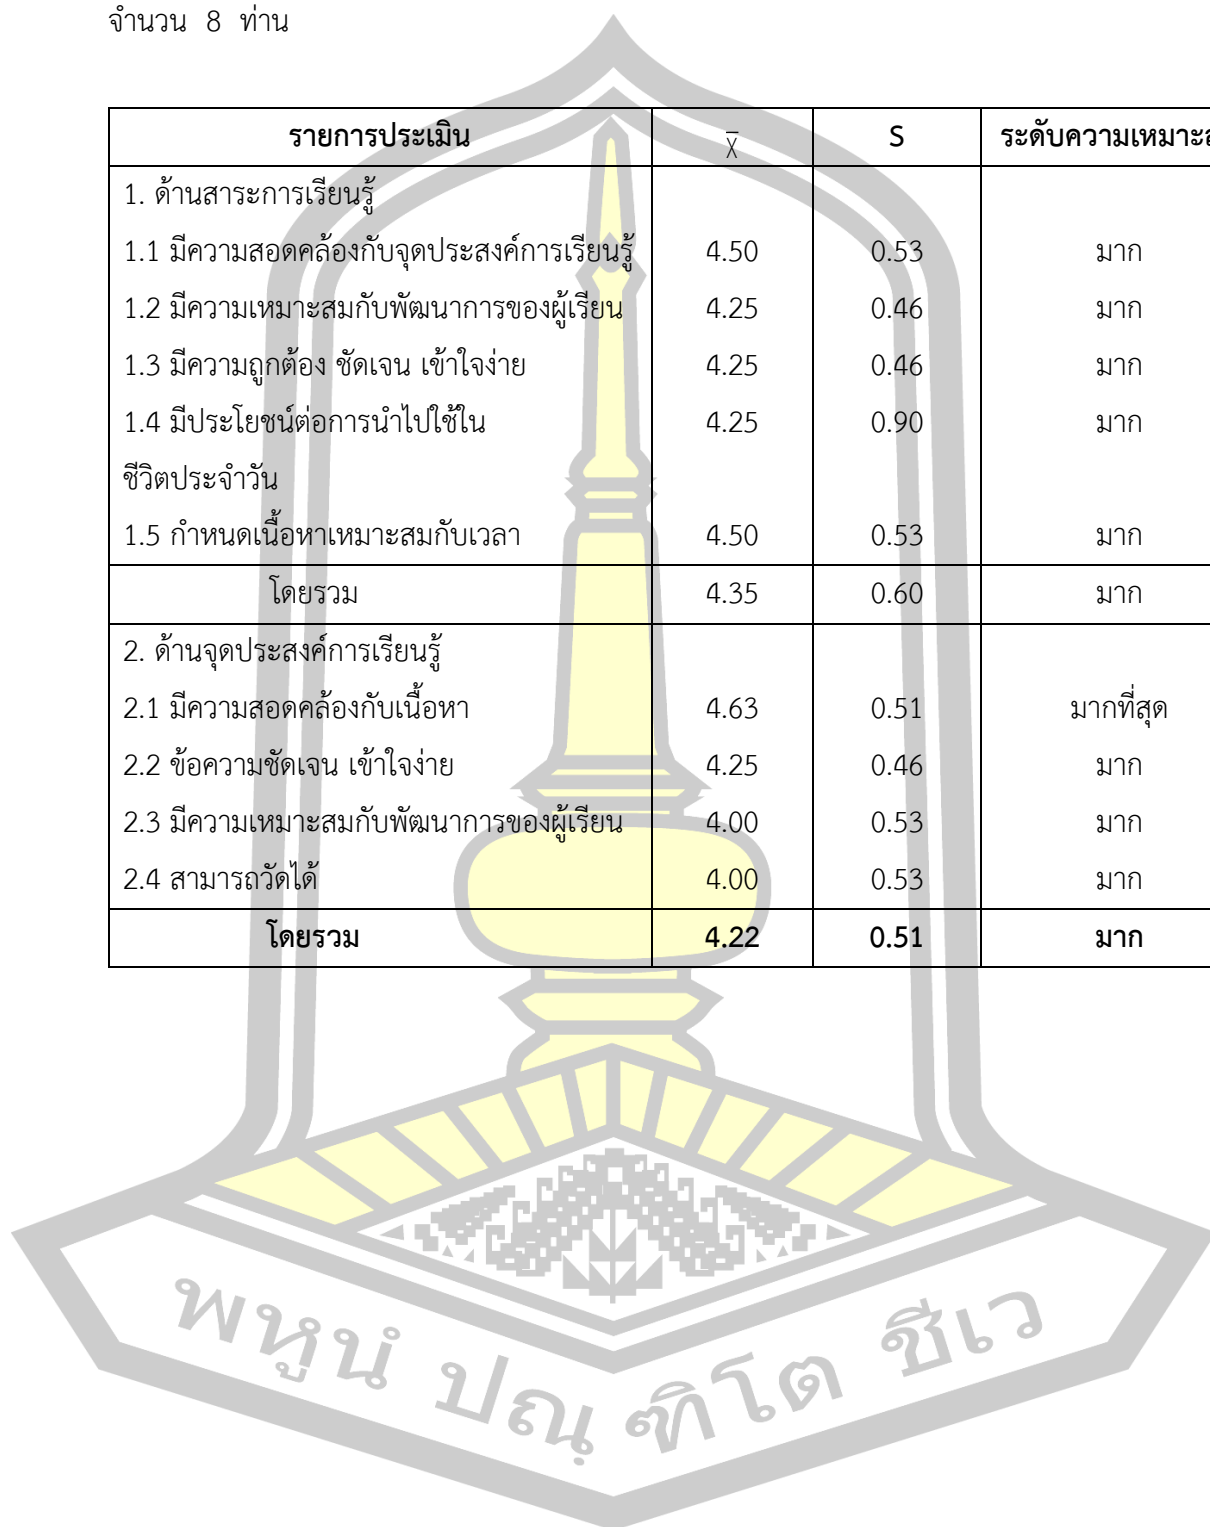 จำนวน 8 ท่าน
รายการประเมิน X̄ S ระดับความเหมาะส
1. ด้านสาระการเรียนรู้
1.1 มีความสอดคล้องกับจุดประสงค์การเรียนรู้ 4.50 0.53 มาก
1.2 มีความเหมาะสมกับพัฒนาการของผู้เรียน 4.25 0.46 มาก
1.3 มีความถูกต้อง ชัดเจน เข้าใจง่าย 4.25 0.46 มาก
1.4 มีประโยชน์ต่อการนำไปใช้ใน 4.25 0.90 มาก
ชีวิตประจำวัน
1.5 กำหนดเนื้อหาเหมาะสมกับเวลา 4.50 0.53 มาก
โดยรวม 4.35 0.60 มาก
2. ด้านจุดประสงค์การเรียนรู้
2.1 มีความสอดคล้องกับเนื้อหา 4.63 0.51 มากที่สุด
2.2 ข้อความชัดเจน เข้าใจง่าย 4.25 0.46 มาก
2.3 มีความเหมาะสมกับพัฒนาการของผู้เรียน 4.00 0.53 มาก
2.4 สามารถวัดได้ 4.00 0.53 มาก
โดยรวม 4.22 0.51 มาก
พหูนํ ปณฺ ฑิโต ชีเว